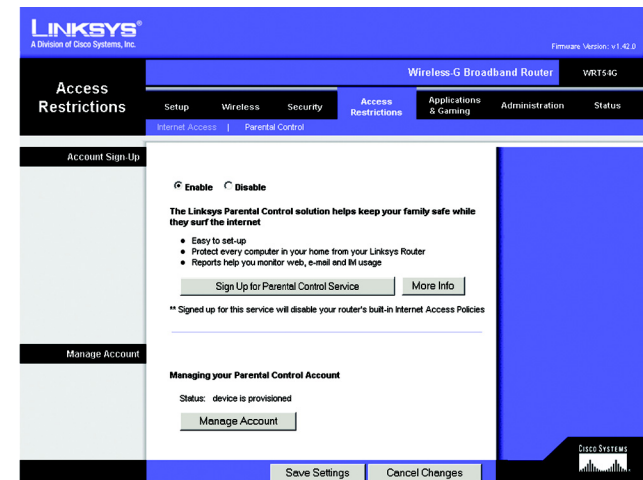 LINKSYS®
A Division of Cisco Systems, Inc.
Firmware Version: v1.42.0
Wireless-G Broadband Router WRT54G
Access Restrictions
Setup Wireless Security Access Restrictions Applications & Gaming Administration Status
Internet Access | Parental Control
Account Sign-Up
Enable Disable
The Linksys Parental Control solution helps keep your family safe while
they surf the internet
• Easy to set-up
• Protect every computer in your home from your Linksys Router
• Reports help you monitor web, e-mail and IM usage
Sign Up for Parental Control Service More Info
** Signed up for this service will disable your router's built-in Internet Access Policies
Manage Account
Managing your Parental Control Account
Status: device is provisioned
Manage Account
CISCO SYSTEMS
Save Settings Cancel Changes